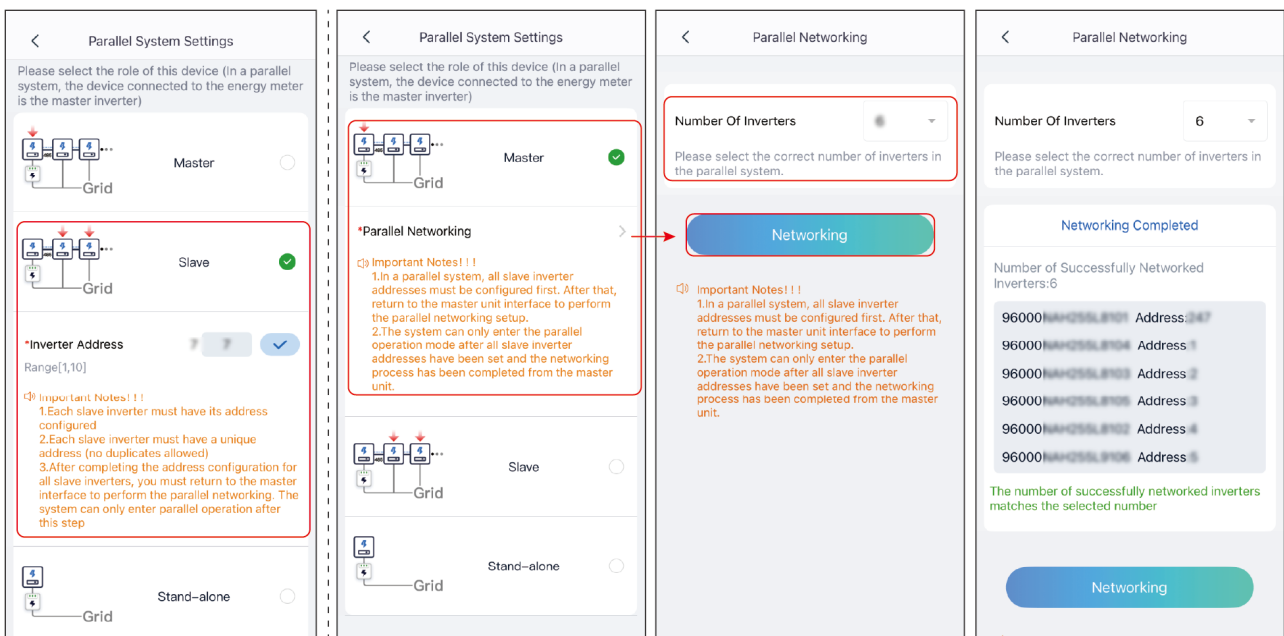 Parallel System Settings
Please select the role of this device (In a parallel
system, the device connected to the energy meter
is the master inverter)
Master
Grid
Slave
Grid
*Inverter Address
Range[1,10]
Important Notes!!!
1.Each slave inverter must have its address
configured
2.Each slave inverter must have a unique
address (no duplicates allowed)
3.After completing the address configuration for
all slave inverters, you must return to the master
interface to perform the parallel networking. The
system can only enter parallel operation after
this step
Stand-alone
Grid
Parallel System Settings
Please select the role of this device (In a parallel
system, the device connected to the energy meter
is the master inverter)
Master
Grid
*Parallel Networking
Important Notes!!!
1.In a parallel system, all slave inverter
addresses must be configured first. After that,
return to the master unit interface to perform
the parallel networking setup.
2.The system can only enter the parallel
operation mode after all slave inverter
addresses have been set and the networking
process has been completed from the master
unit.
Slave
Grid
Stand-alone
Grid
Parallel Networking
Number Of Inverters
Please select the correct number of inverters in
the parallel system.
Networking
Important Notes!!!
1.In a parallel system, all slave inverter
addresses must be configured first. After that,
return to the master unit interface to perform
the parallel networking setup.
2.The system can only enter the parallel
operation mode after all slave inverter
addresses have been set and the networking
process has been completed from the master
unit.
Parallel Networking
Number Of Inverters 6
Please select the correct number of inverters in
the parallel system.
Networking Completed
Number of Successfully Networked
Inverters:6
96000 Address:
96000 Address:
96000 Address:
96000 Address:
96000 Address:
96000 Address:
The number of successfully networked inverters
matches the selected number
Networking